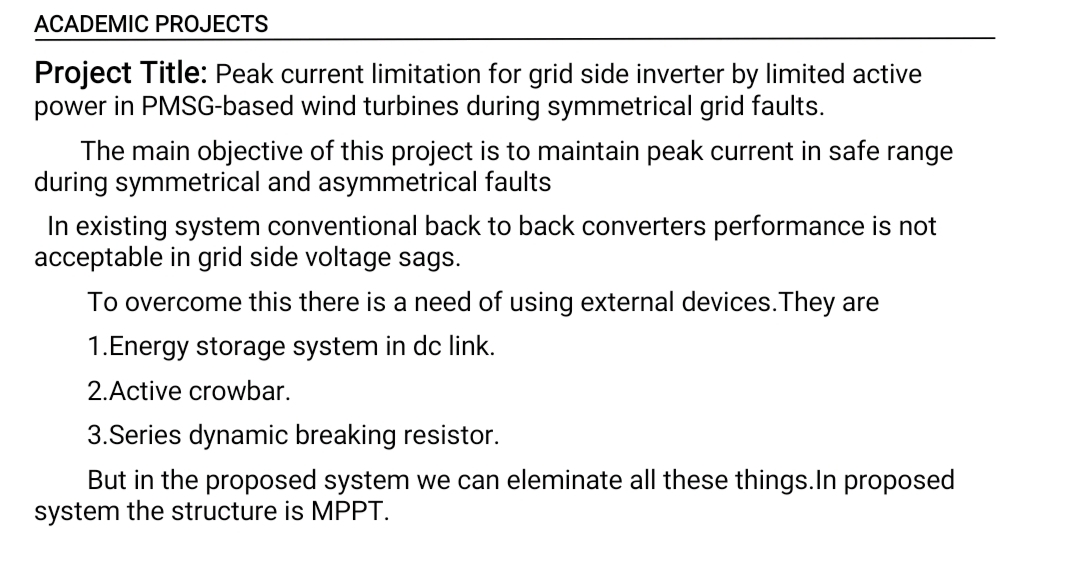 ACADEMIC PROJECTS
Project Title: Peak current limitation for grid side inverter by limited active
power in PMSG-based wind turbines during symmetrical grid faults.
The main objective of this project is to maintain peak current in safe range
during symmetrical and asymmetrical faults
In existing system conventional back to back converters performance is not
acceptable in grid side voltage sags.
To overcome this there is a need of using external devices.They are
1.Energy storage system in dc link.
2.Active crowbar.
3.Series dynamic breaking resistor.
But in the proposed system we can eleminate all these things.In proposed
system the structure is MPPT.